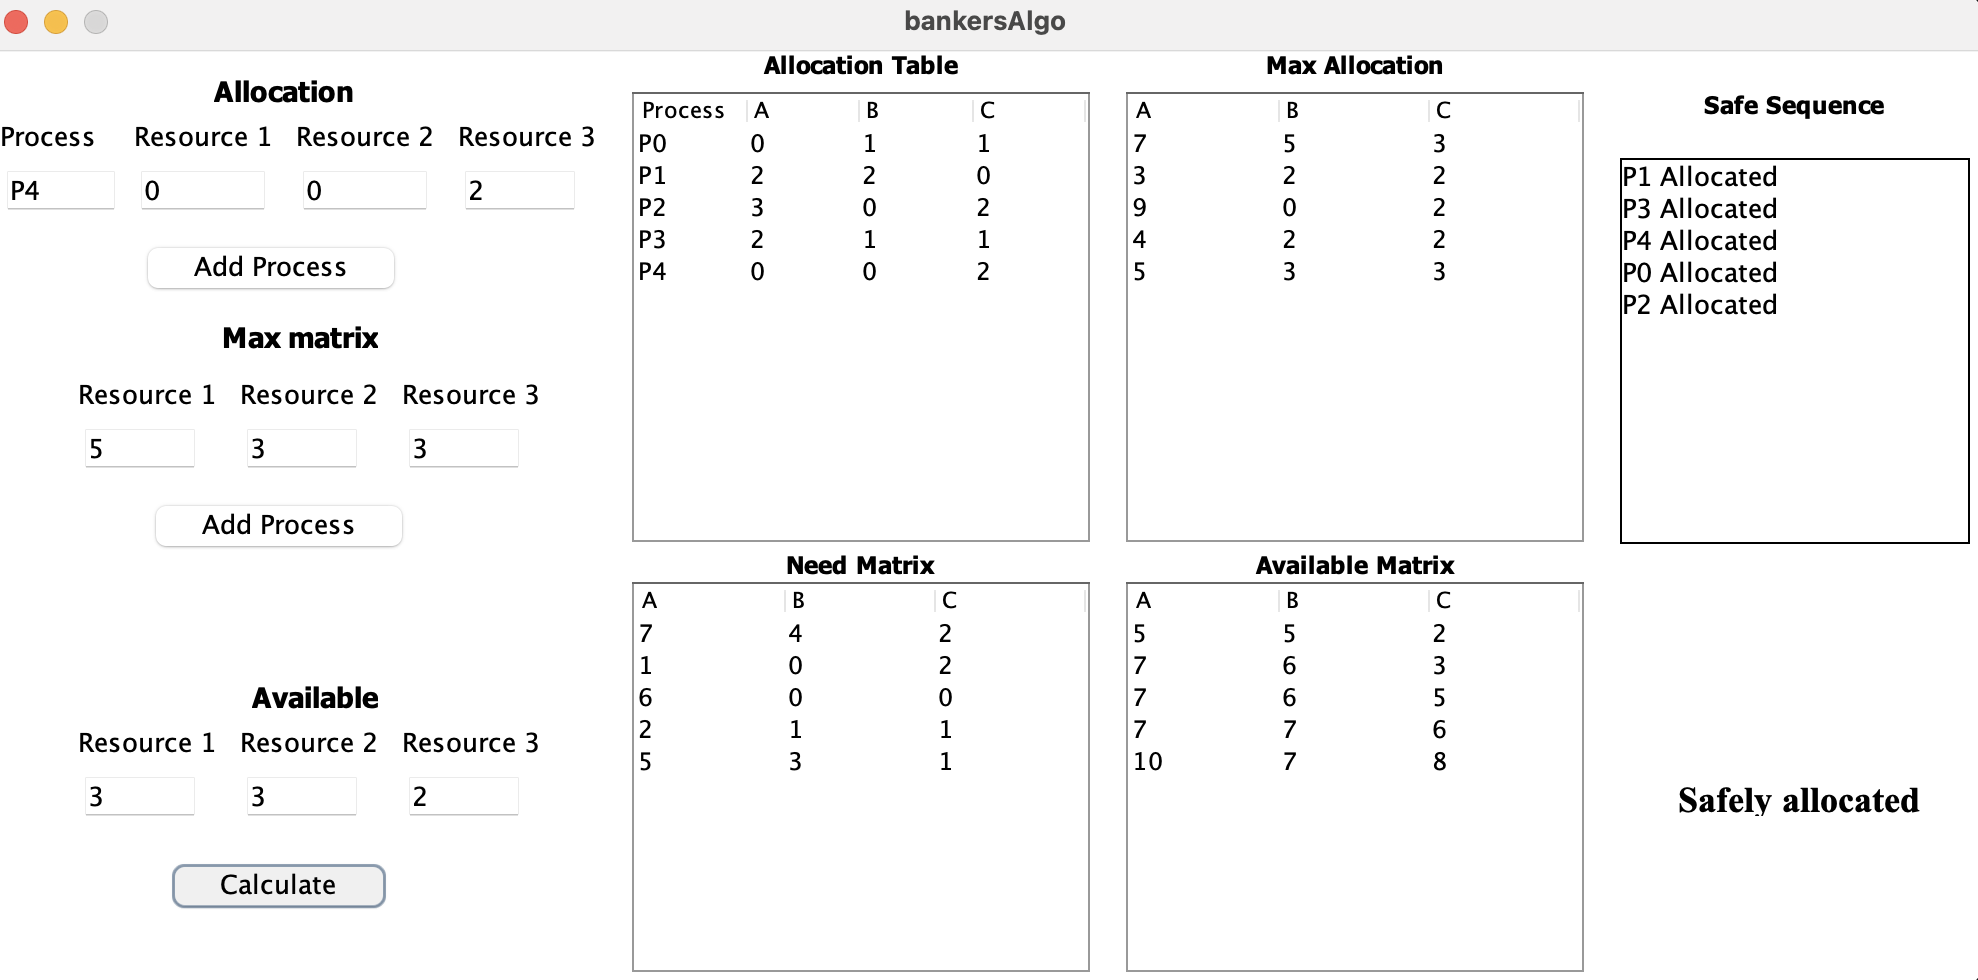 bankersAlgo
Allocation
Process Resource 1 Resource 2 Resource 3
P4 0 0 2
Add Process
Max matrix
Resource 1 Resource 2 Resource 3
5 3 3
Add Process
Available
Resource 1 Resource 2 Resource 3
3 3 2
Calculate
Allocation Table
Process A B C
P0 0 1 1
P1 2 2 0
P2 3 0 2
P3 2 1 1
P4 0 0 2
Max Allocation
A B C
7 5 3
3 2 2
9 0 2
4 2 2
5 3 3
Need Matrix
A B C
7 4 2
1 0 2
6 0 0
2 1 1
5 3 1
Available Matrix
A B C
5 5 2
7 6 3
7 6 5
7 7 6
10 7 8
Safe Sequence
P1 Allocated
P3 Allocated
P4 Allocated
P0 Allocated
P2 Allocated
Safely allocated